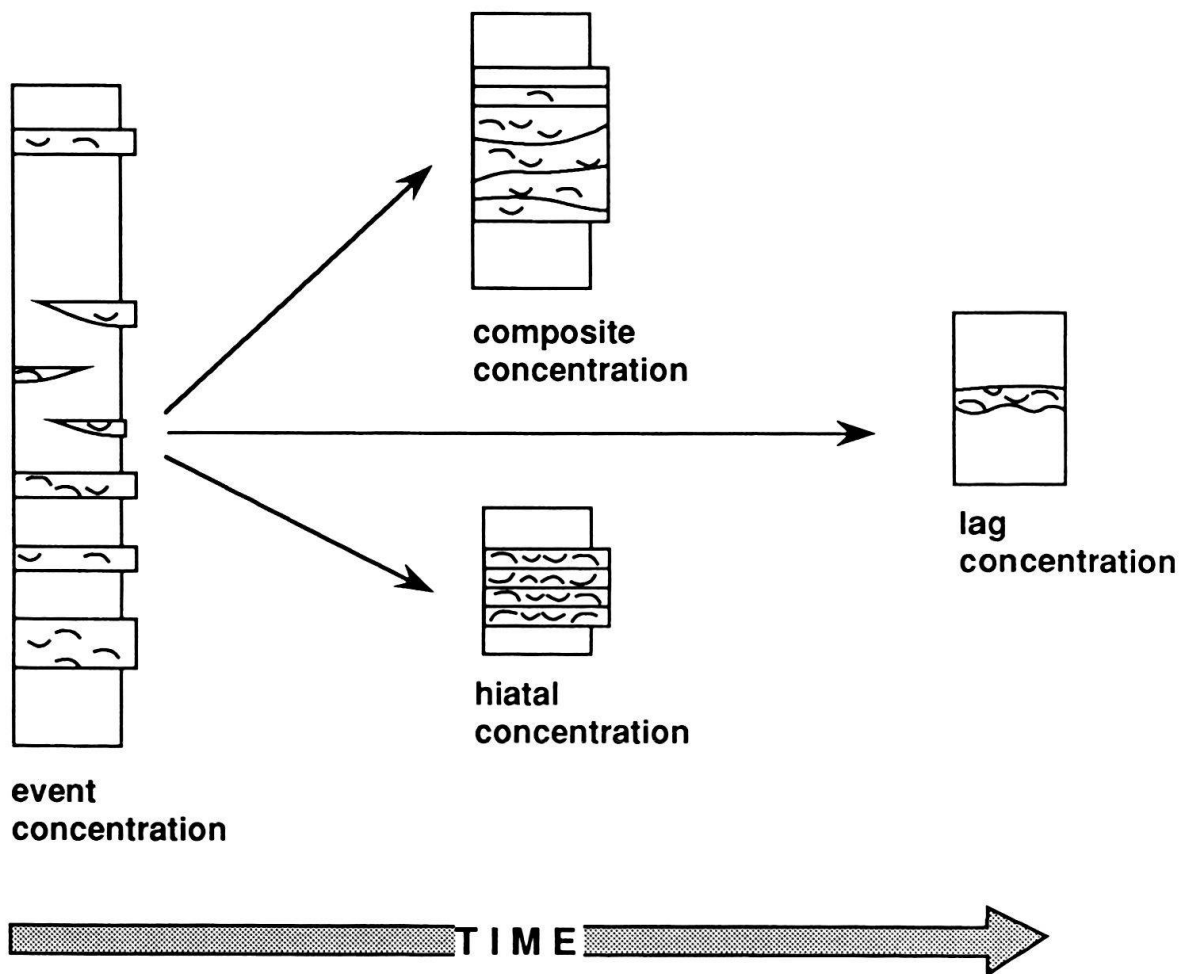 composite
concentration
lag
concentration
hiatal
concentration
event
concentration
TIME